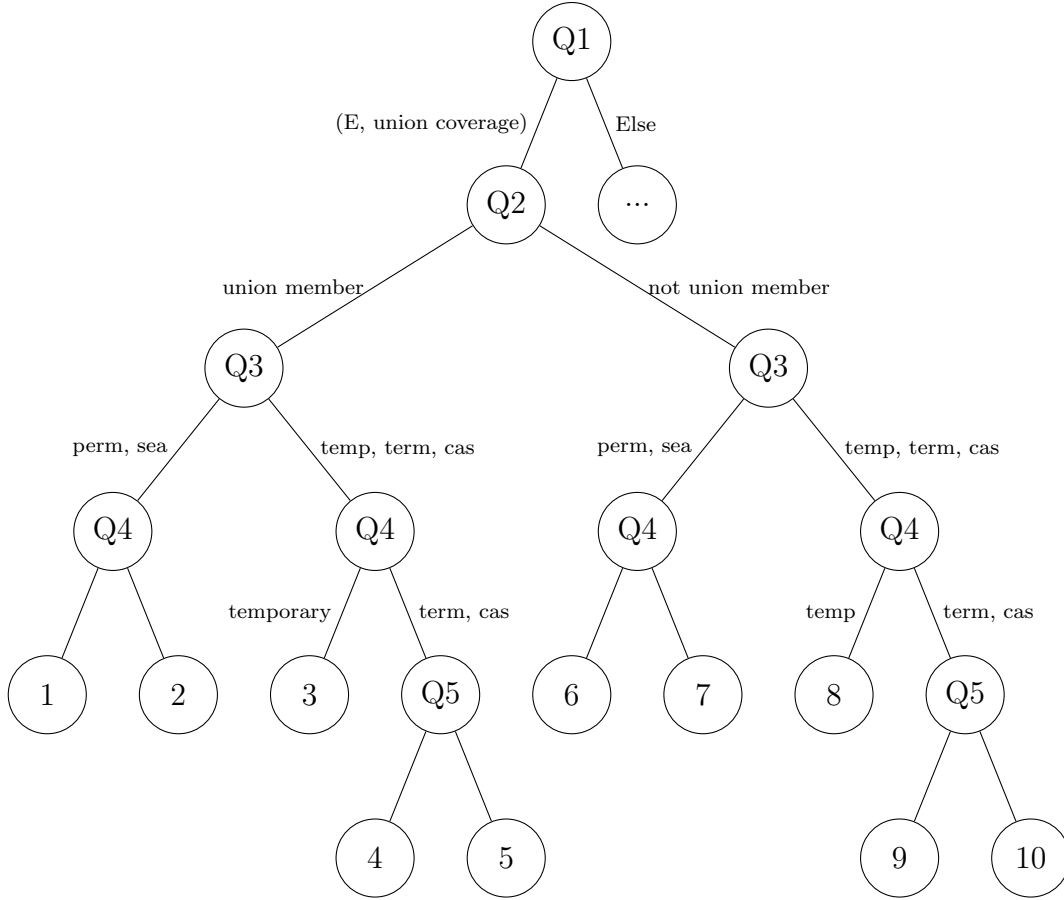 Q1
(E, union coverage)
Else
Q2
...
union member
not union member
Q3
Q3
perm, sea
temp, term, cas
perm, sea
temp, term, cas
Q4
Q4
Q4
Q4
temporary
term, cas
temp
term, cas
1
2
3
Q5
6
7
8
Q5
4
5
9
10